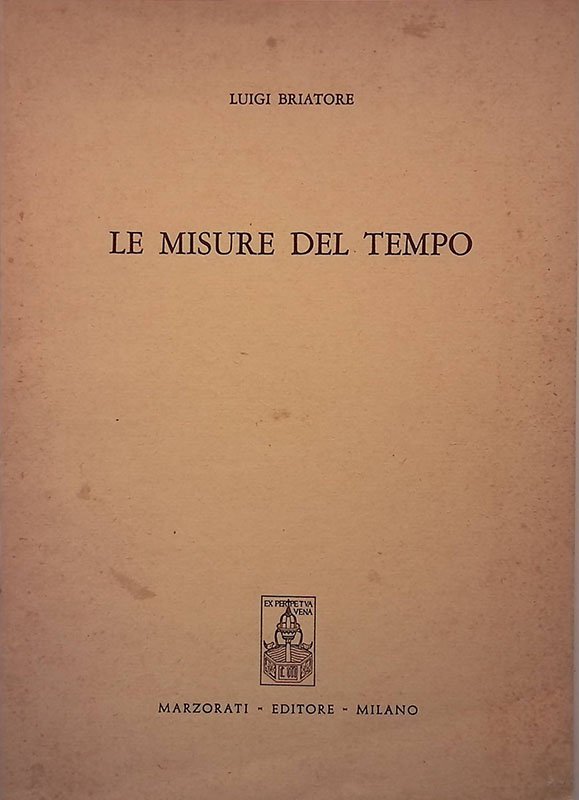 LUIGI BRIATORE
LE MISURE DEL TEMPO
EX PERPETVA
VENA
MARZORATI - EDITORE - MILANO